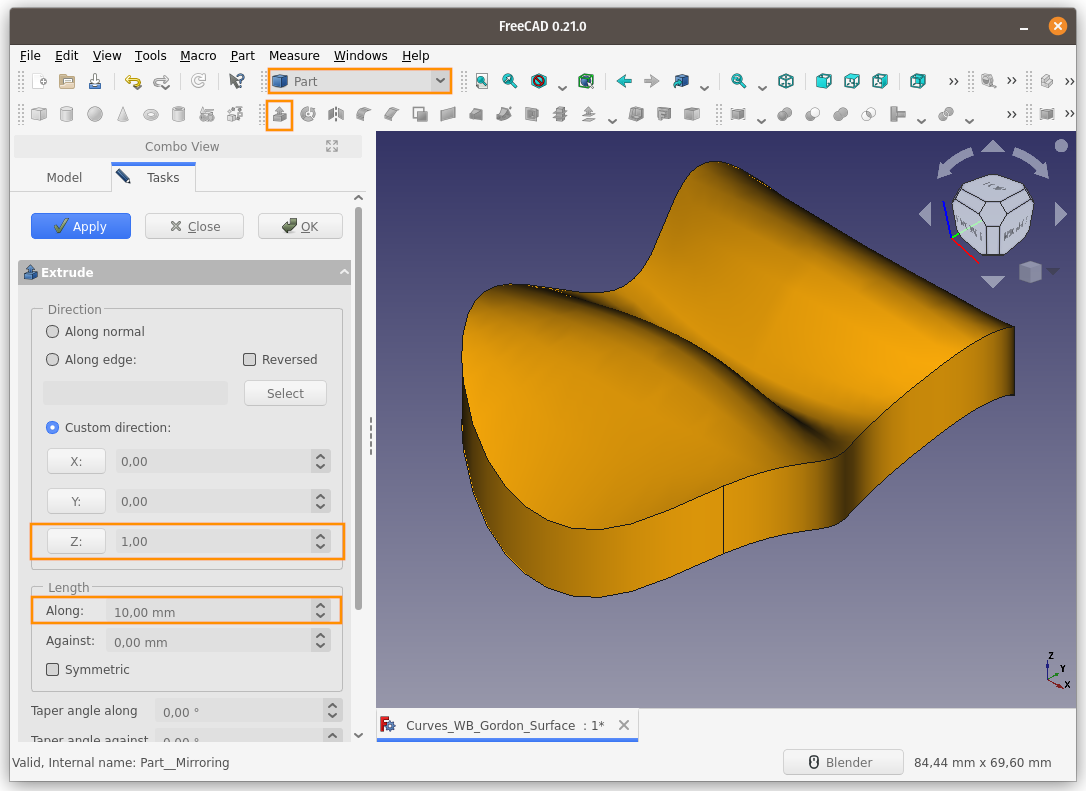 FreeCAD 0.21.0
File Edit View Tools Macro Part Measure Windows Help
Part
Combo View
Model Tasks
Apply Close OK
Extrude
Direction
Along normal
Along edge: Reversed
Select
Custom direction:
X: 0,00
Y: 0,00
Z: 1,00
Length
Along: 10,00 mm
Against: 0,00 mm
Symmetric
Taper angle along 0,00 °
Taper angle against 0,00 °
Z
Y
X
Curves_WB_Gordon_Surface : 1*
Valid, Internal name: Part__Mirroring Blender 84,44 mm x 69,60 mm